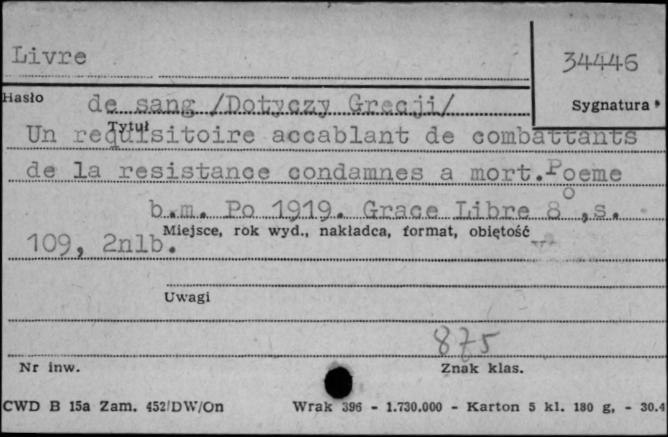 Livre
34446
Hasło
de sang /Dotyczy Grecji/
Sygnatura
Tytuł
Un requisitoire accablant de combattants
de la resistance condamnes a mort.Poeme
b.m. Po 1919. Grace Libre 8°,s.
Miejsce, rok wyd., nakładca, format, objętość
109, 2nlb.
Uwagi
875
Nr inw.
Znak klas.
CWD B 15a Zam. 452/DW/On
Wrak 396 - 1.730.000 - Karton 5 kl. 180 g, - 30.4